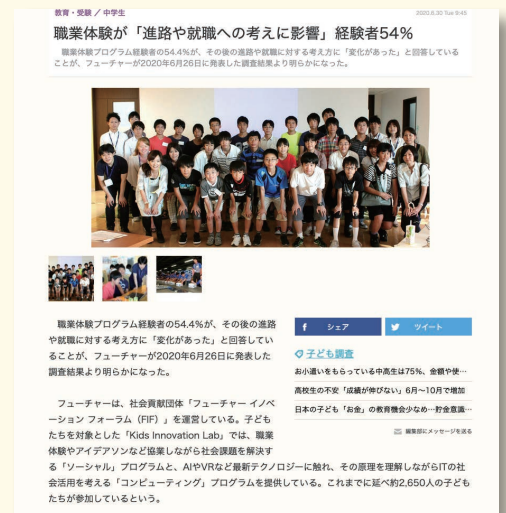 教育・受験 ／ 中学生
2020.6.30 Tue 9:45
職業体験が「進路や就職への考えに影響」経験者54%
職業体験プログラム経験者の54.4%が、その後の進路や就職に対する考え方に「変化があった」と回答している
ことが、フューチャーが2020年6月26日に発表した調査結果より明らかになった。
職業体験プログラム経験者の54.4%が、その後の進路
や就職に対する考え方に「変化があった」と回答してい
ることが、フューチャーが2020年6月26日に発表した
調査結果より明らかになった。
フューチャーは、社会貢献団体「フューチャー イノベ
ーション フォーラム（FIF）」を運営している。子ども
たちを対象とした「Kids Innovation Lab」では、職業
体験やアイデアソンなど協業しながら社会課題を解決す
る「ソーシャル」プログラムと、AIやVRなど最新テクノロジーに触れ、その原理を理解しながらITの社
会活用を考える「コンピューティング」プログラムを提供している。これまでに延べ約2,650人の子ども
たちが参加しているという。
f シェア
ツイート
子ども調査
お小遣いをもらっている中高生は75%、金額や使…
高校生の不安「成績が伸びない」6月～10月で増加
日本の子ども「お金」の教育機会少なめ…貯金意識…
編集部にメッセージを送る